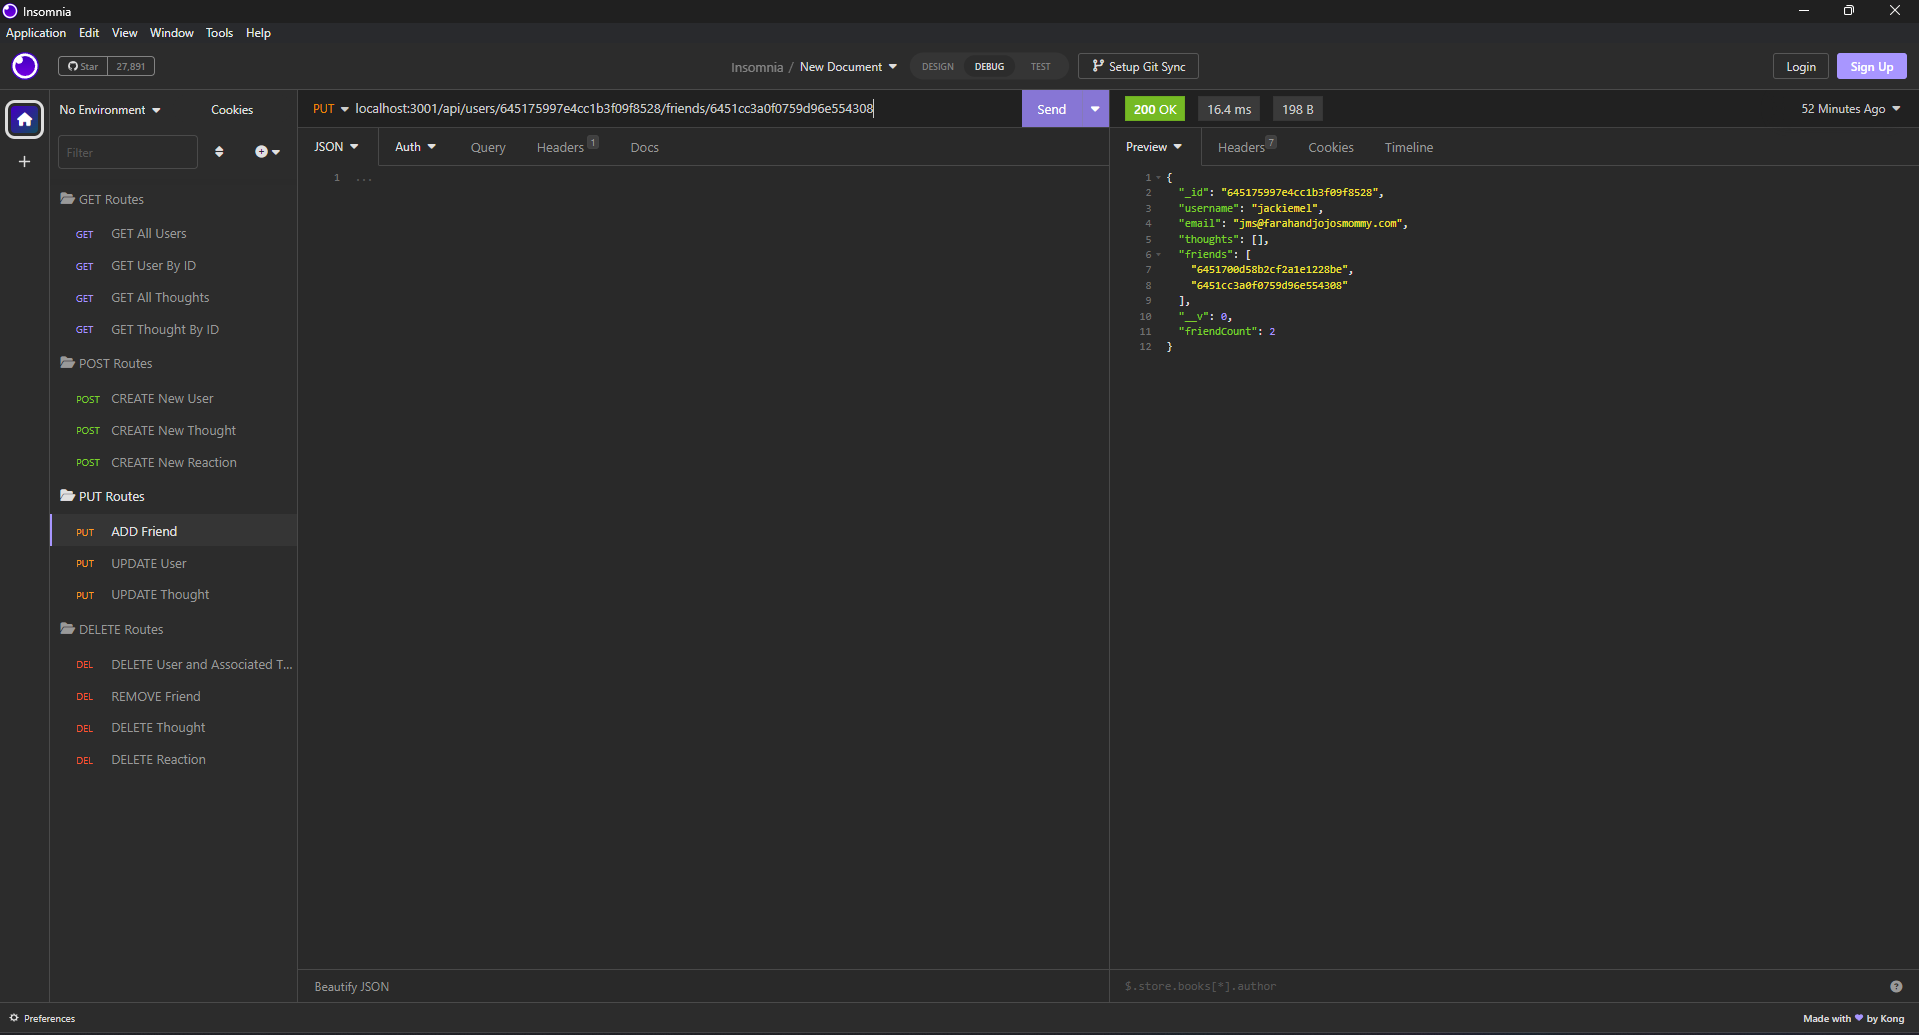 Insomnia
Application Edit View Window Tools Help
Star 27,891
Insomnia / New Document
DESIGN DEBUG TEST
Setup Git Sync
Login
Sign Up
No Environment
Cookies
Filter
GET Routes
GET GET All Users
GET GET User By ID
GET GET All Thoughts
GET GET Thought By ID
POST Routes
POST CREATE New User
POST CREATE New Thought
POST CREATE New Reaction
PUT Routes
PUT ADD Friend
PUT UPDATE User
PUT UPDATE Thought
DELETE Routes
DEL DELETE User and Associated T...
DEL REMOVE Friend
DEL DELETE Thought
DEL DELETE Reaction
PUT localhost:3001/api/users/645175997e4cc1b3f09f8528/friends/6451cc3a0f0759d96e554308
Send
JSON Auth Query Headers 1 Docs
1 ...
Beautify JSON
200 OK 16.4 ms 198 B
52 Minutes Ago
Preview Headers 7 Cookies Timeline
1 {
2 "_id": "645175997e4cc1b3f09f8528",
3 "username": "jackiemel",
4 "email": "jms@farahandjojosmommy.com",
5 "thoughts": [],
6 "friends": [
7 "6451700d58b2cf2a1e1228be",
8 "6451cc3a0f0759d96e554308"
9 ],
10 "__v": 0,
11 "friendCount": 2
12 }
$.store.books[*].author
Preferences
Made with by Kong